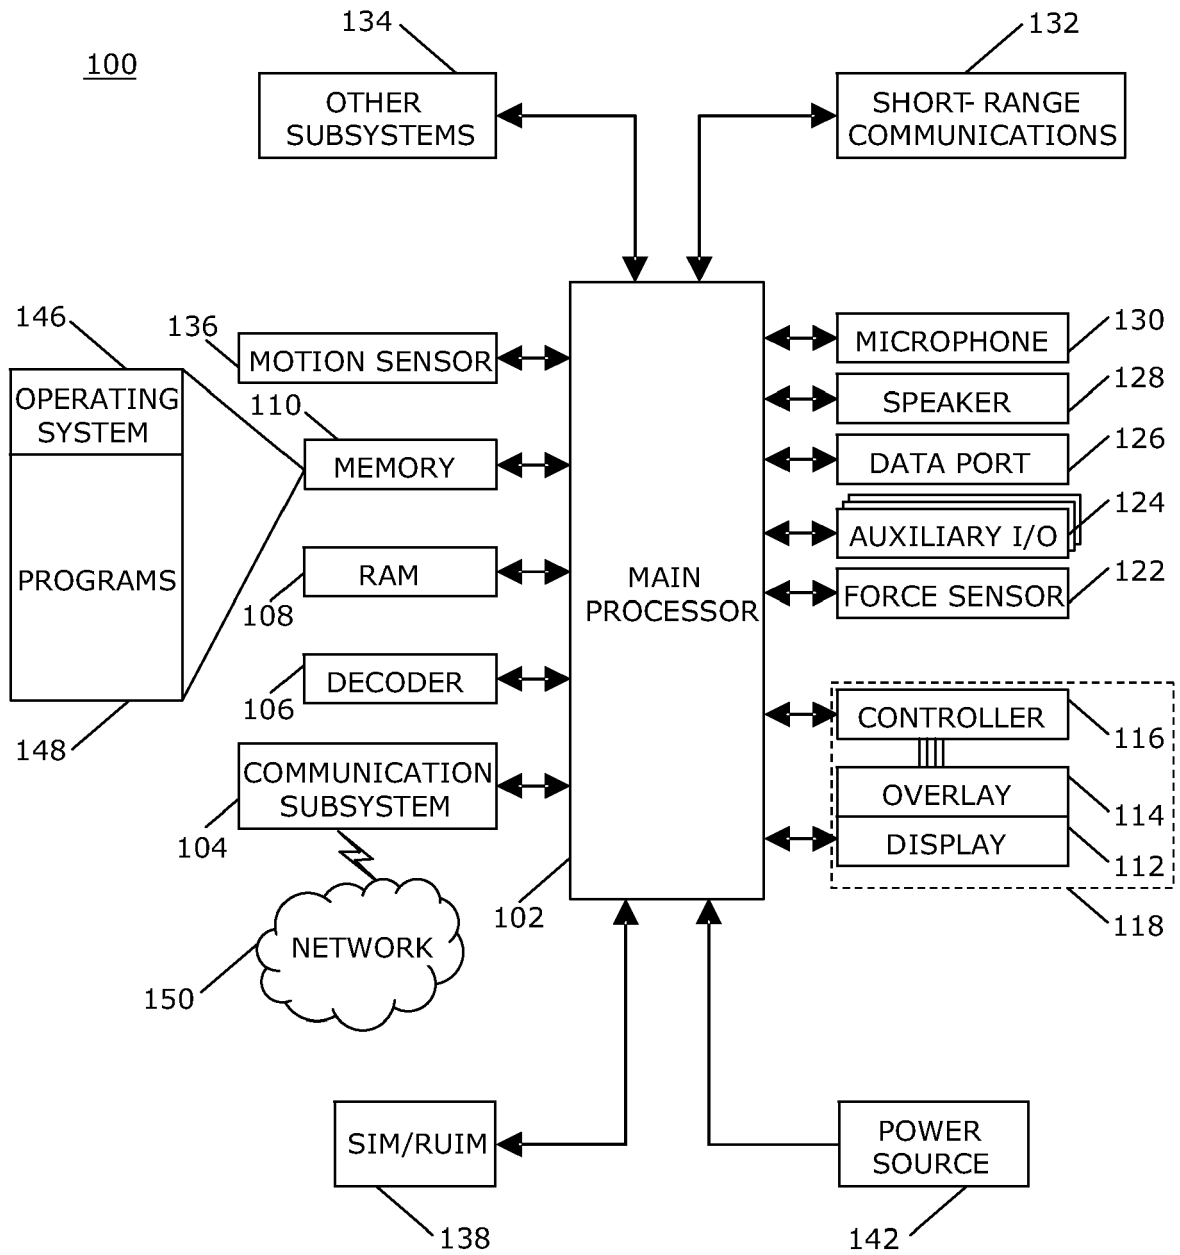 100
134
132
OTHER
SUBSYSTEMS
SHORT-RANGE
COMMUNICATIONS
146
136
MOTION SENSOR
MICROPHONE
130
OPERATING
SYSTEM
110
SPEAKER
128
MEMORY
DATA PORT
126
AUXILIARY I/O
124
PROGRAMS
RAM
108
MAIN
PROCESSOR
FORCE SENSOR
122
DECODER
106
CONTROLLER
116
148
COMMUNICATION
SUBSYSTEM
104
OVERLAY
114
DISPLAY
112
102
118
NETWORK
150
SIM/RUIM
138
POWER
SOURCE
142